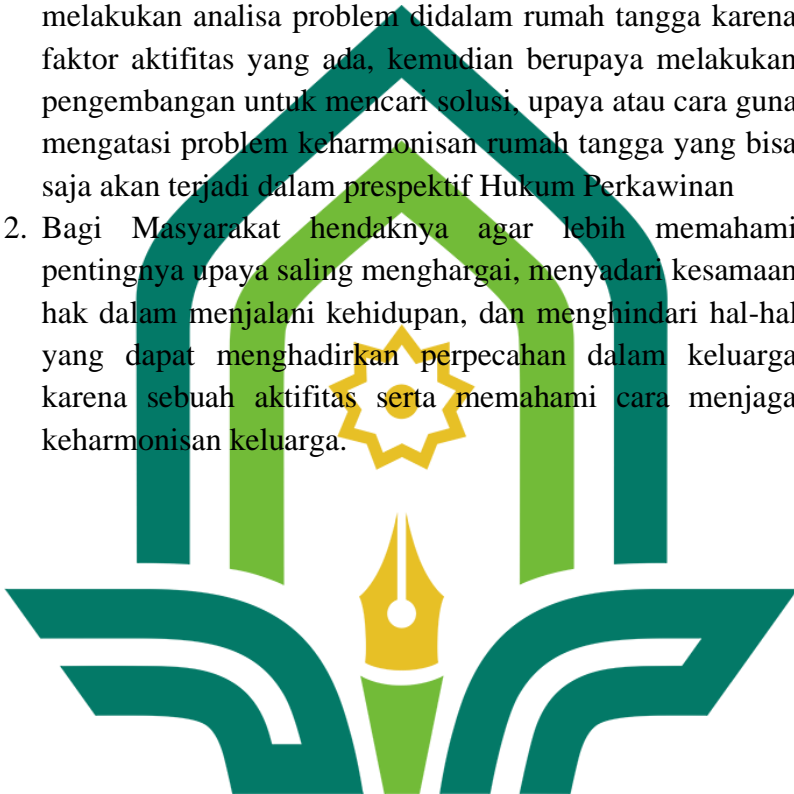 melakukan analisa problem didalam rumah tangga karena
faktor aktifitas yang ada, kemudian berupaya melakukan
pengembangan untuk mencari solusi, upaya atau cara guna
mengatasi problem keharmonisan rumah tangga yang bisa
saja akan terjadi dalam prespektif Hukum Perkawinan
2. Bagi Masyarakat hendaknya agar lebih memahami
pentingnya upaya saling menghargai, menyadari kesamaan
hak dalam menjalani kehidupan, dan menghindari hal-hal
yang dapat menghadirkan perpecahan dalam keluarga
karena sebuah aktifitas serta memahami cara menjaga
keharmonisan keluarga.